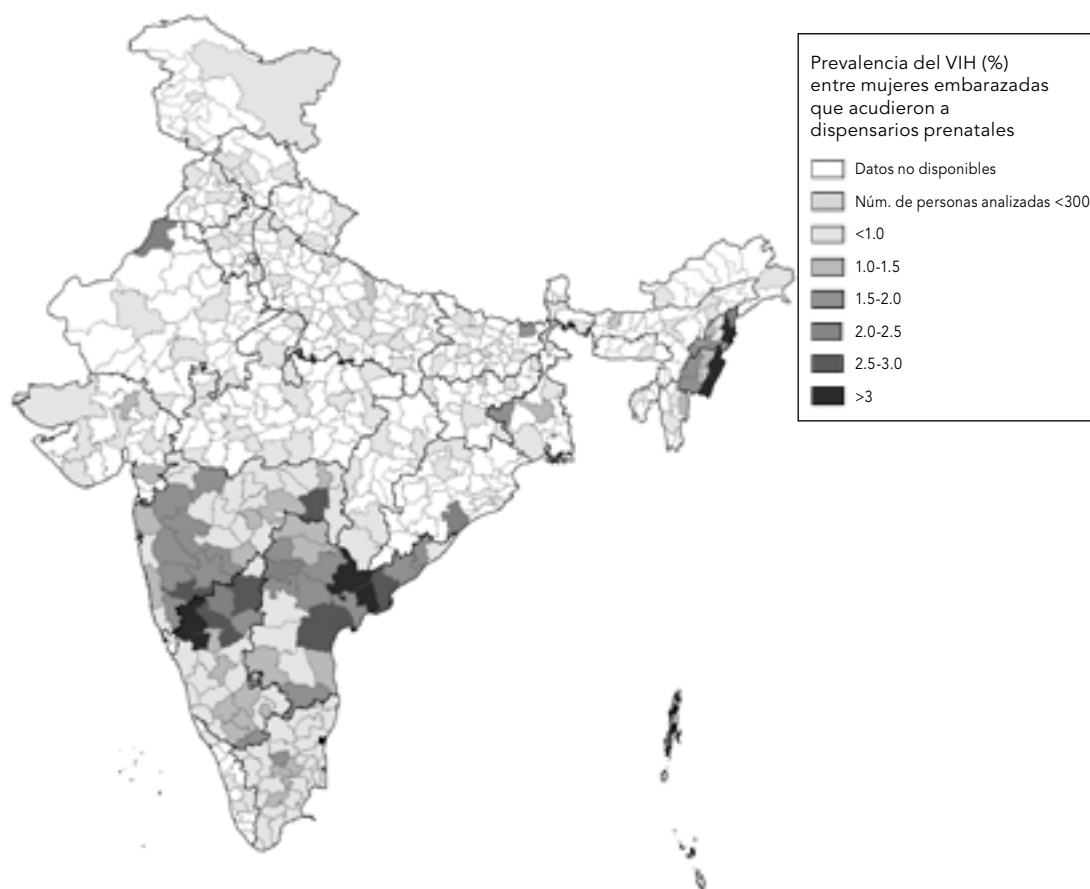 Prevalencia del VIH (%)
entre mujeres embarazadas
que acudieron a
dispensarios prenatales
Datos no disponibles
Núm. de personas analizadas <300
<1.0
1.0-1.5
1.5-2.0
2.0-2.5
2.5-3.0
>3